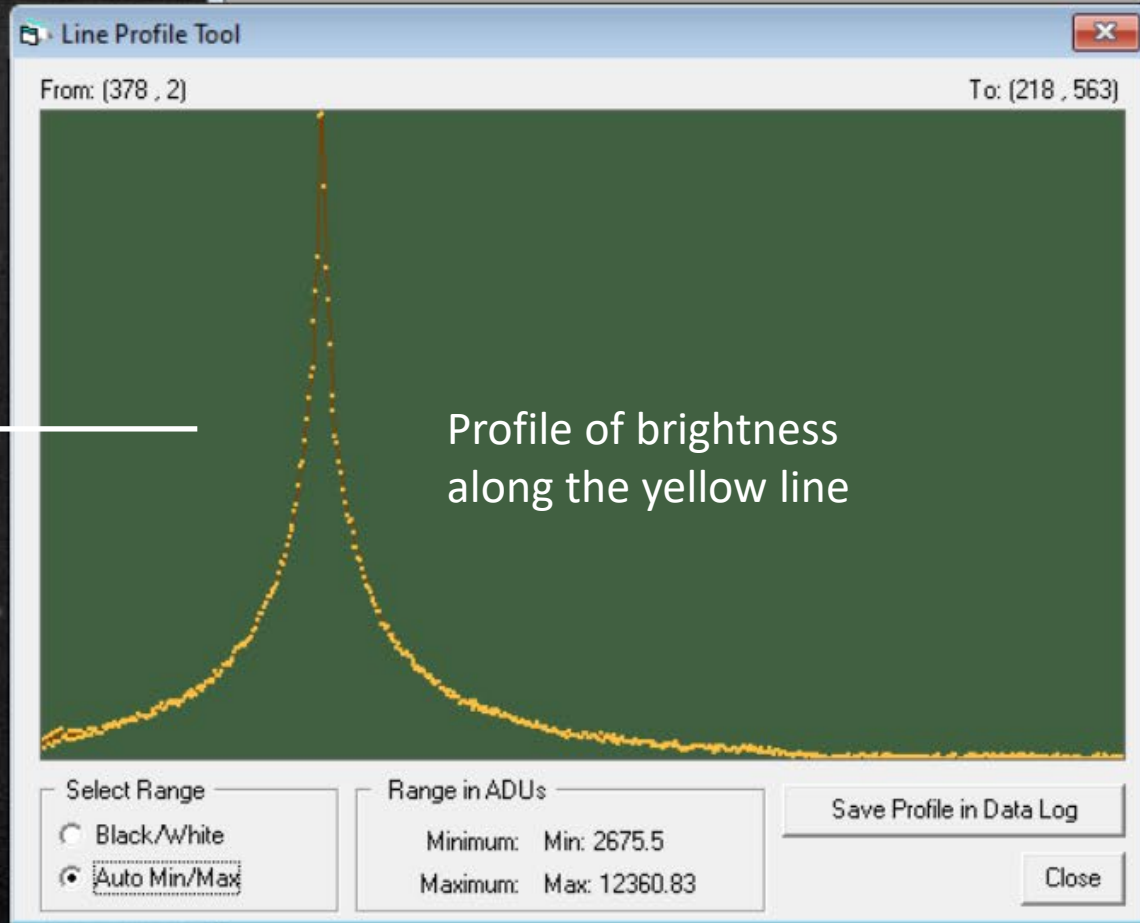 Line Profile Tool
From: (378 , 2)
To: (218 , 563)
Profile of brightness
along the yellow line
Select Range
Black/White
Auto Min/Max
Range in ADUs
Minimum: Min: 2675.5
Maximum: Max: 12360.83
Save Profile in Data Log
Close